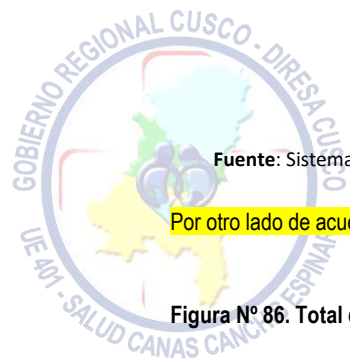 GOBIERNO REGIONAL CUSCO - DIRESA CUSCO
Fuente: Sistema
Por otro lado de acue
Figura Nº 86. Total
UE 401 - SALUD CANAS CANCHIS ESPINAR